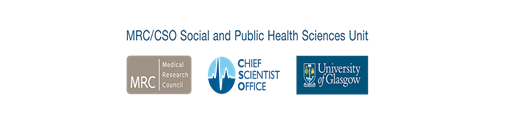 MRC/CSO Social and Public Health Sciences Unit
MRC
Medical
Research
Council
CHIEF
SCIENTIST
OFFICE
University
of Glasgow